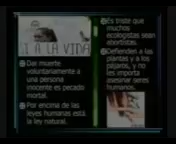 SI A LA VIDA
Dar muerte
voluntariamente a
una persona
inocente es pecado
mortal.
Por encima de las
leyes humanas está
la ley natural.
Es triste que
muchos
ecologistas sean
abortistas.
Defienden a las
plantas y a los
pájaros, y no
les importa
asesinar seres
humanos.